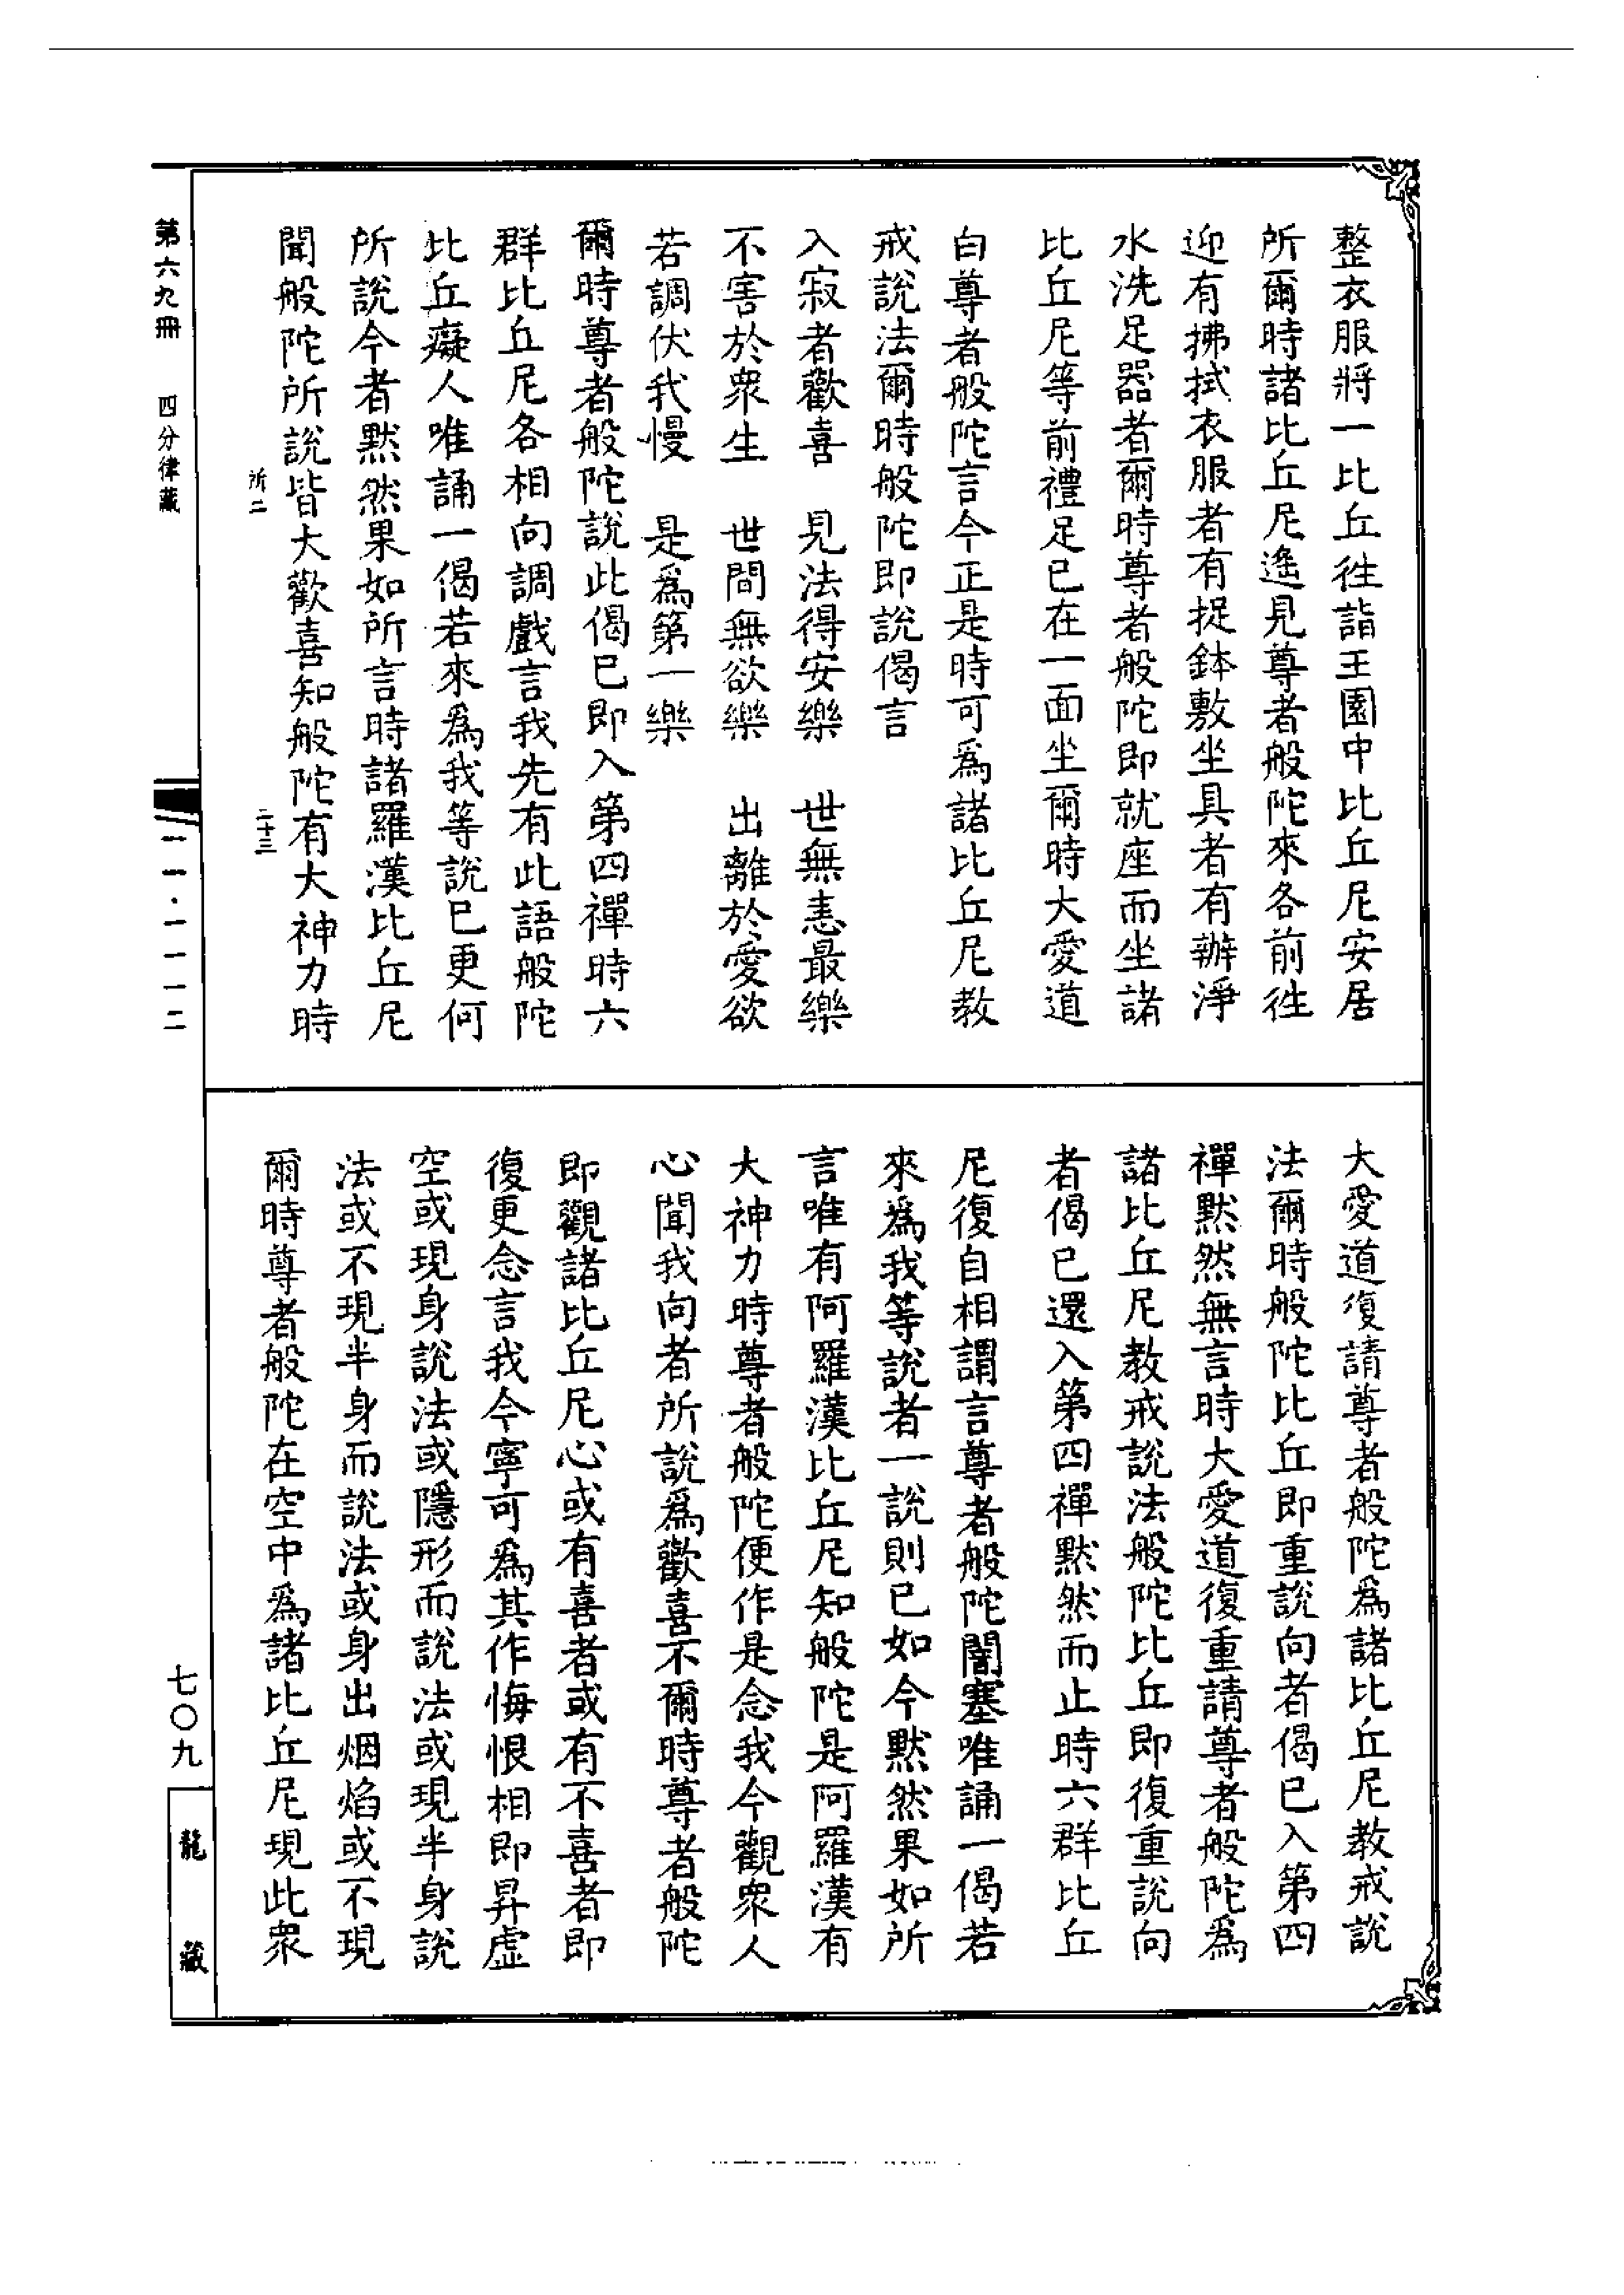 整衣服將一比丘往詣王園中比丘尼安居
所爾時諸比丘尼遙見尊者般陀來各前往
迎有拂拭衣服者有捉鉢敷坐具者有辦淨
水洗足器者爾時尊者般陀即就座而坐諸
比丘尼等前禮足已在一面坐爾時大愛道
白尊者般陀言今正是時可爲諸比丘尼教
戒說法爾時般陀即說偈言
入寂者歡喜　見法得安樂　世無恚最樂
不害於衆生　世間無欲樂　出離於愛欲
若調伏我慢　是爲第一樂
爾時尊者般陀說此偈已即入第四禪時六
群比丘尼各相向調戲言我先有此語般陀
比丘癡人唯誦一偈若來爲我等說已更何
所說今者默然果如所言時諸羅漢比丘尼
聞般陀所說皆大歡喜知般陀有大神力時
所二　二十三
大愛道復請尊者般陀爲諸比丘尼教戒說
法爾時般陀比丘即重說向者偈已入第四
禪默然無言時大愛道復重請尊者般陀爲
諸比丘尼教戒說法般陀比丘即復重說向
者偈已還入第四禪默然而止時六群比丘
尼復自相謂言尊者般陀闇塞唯誦一偈若
來爲我等說者一說則已如今默然果如所
言唯有阿羅漢比丘尼知般陀是阿羅漢有
大神力時尊者般陀便作是念我今觀衆人
心聞我向者所說爲歡喜不爾時尊者般陀
即觀諸比丘尼心或有喜者或有不喜者即
復更念言我今寧可爲其作悔恨相即昇虛
空或現身說法或隱形而說法或現半身說
法或不現半身而說法或身出烟焰或不現
爾時尊者般陀在空中爲諸比丘尼現此衆
第六九冊　四分律藏
一一·一一一二
七〇九
龍藏